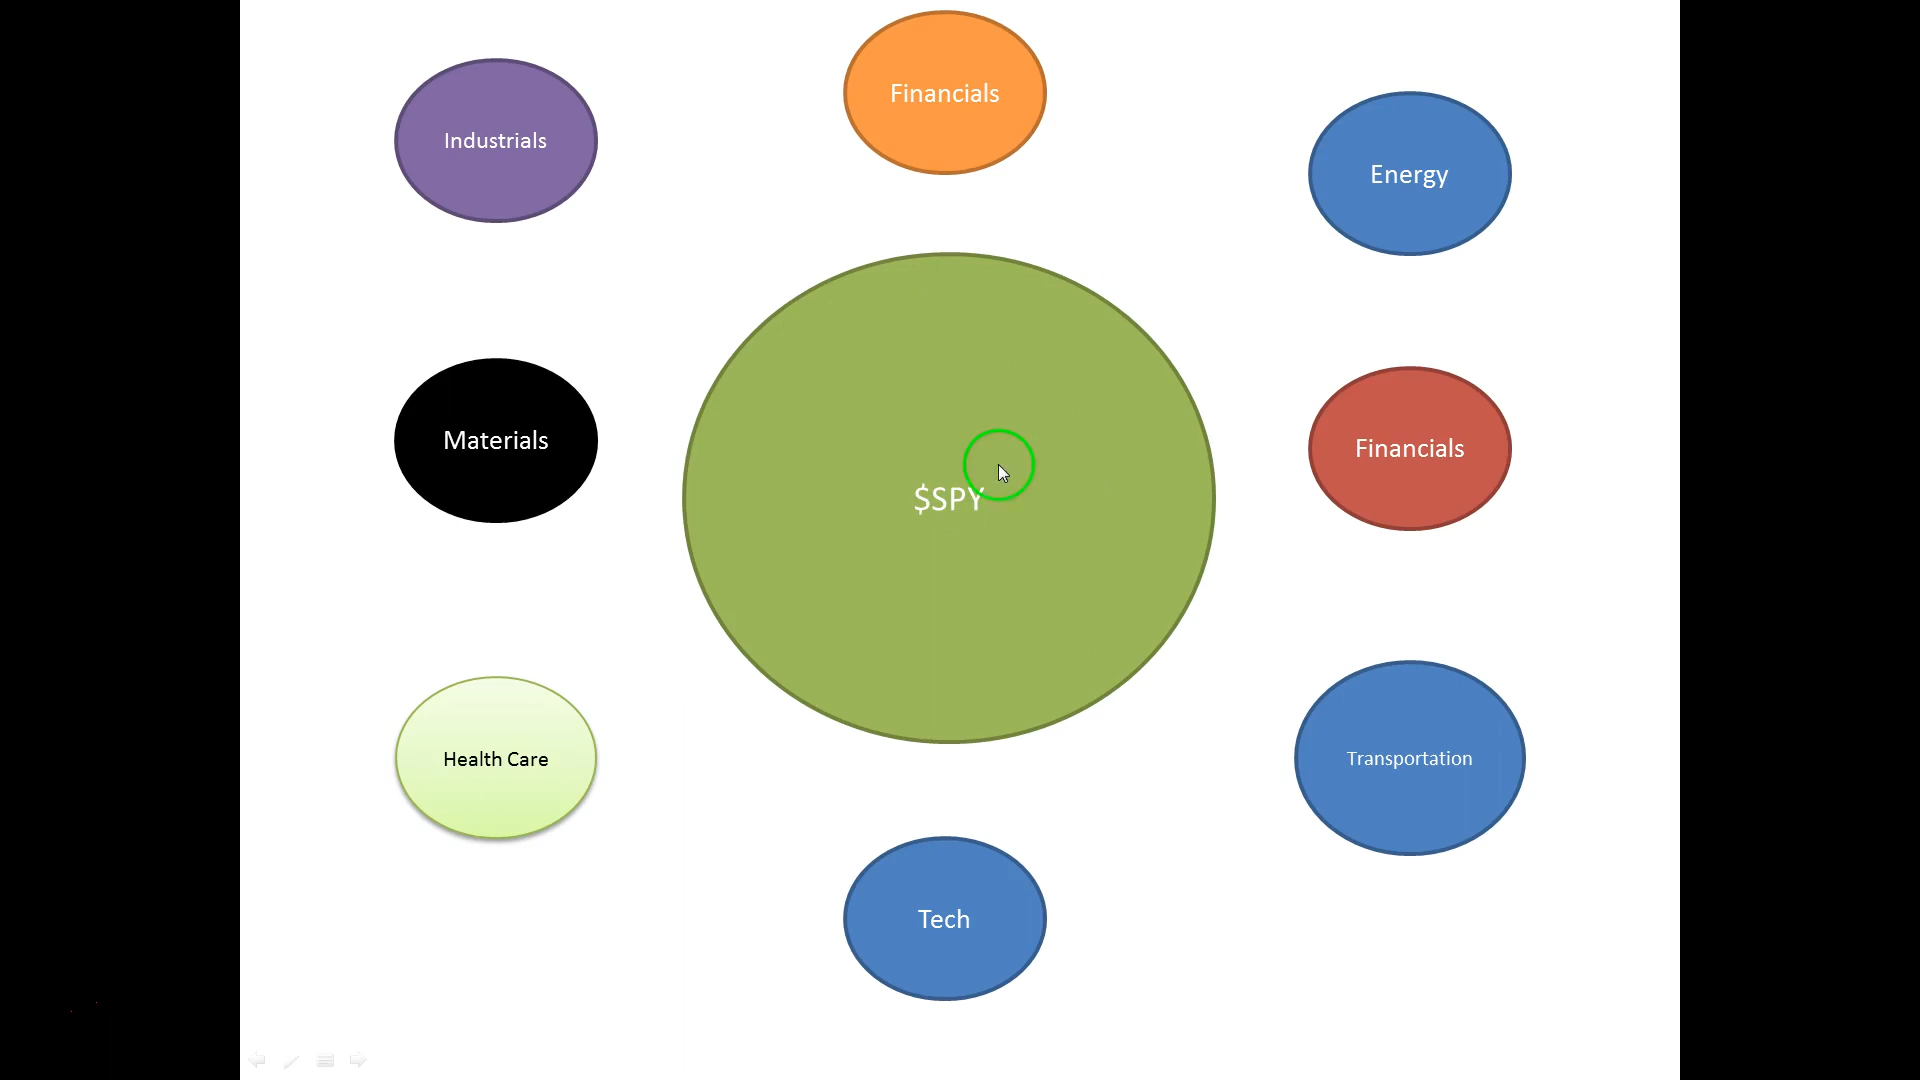 Financials
Industrials
Energy
Materials
Financials
$SPY
Health Care
Transportation
Tech